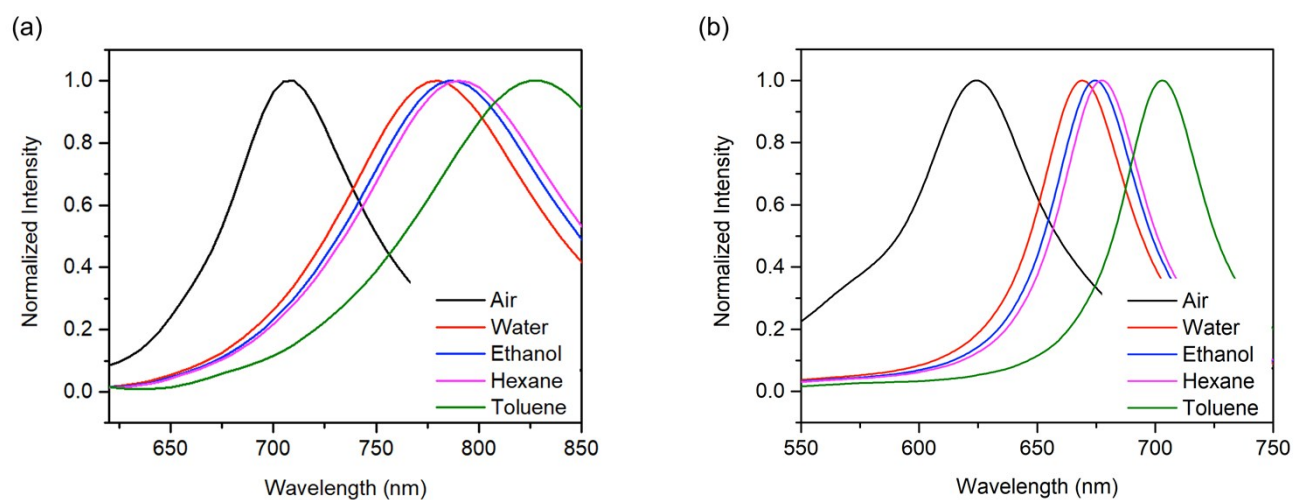 (a)
Normalized Intensity
1.0
0.8
0.6
0.4
0.2
0.0
Air
Water
Ethanol
Hexane
Toluene
650 700 750 800 850
Wavelength (nm)
(b)
Normalized Intensity
1.0
0.8
0.6
0.4
0.2
0.0
Air
Water
Ethanol
Hexane
Toluene
550 600 650 700 750
Wavelength (nm)